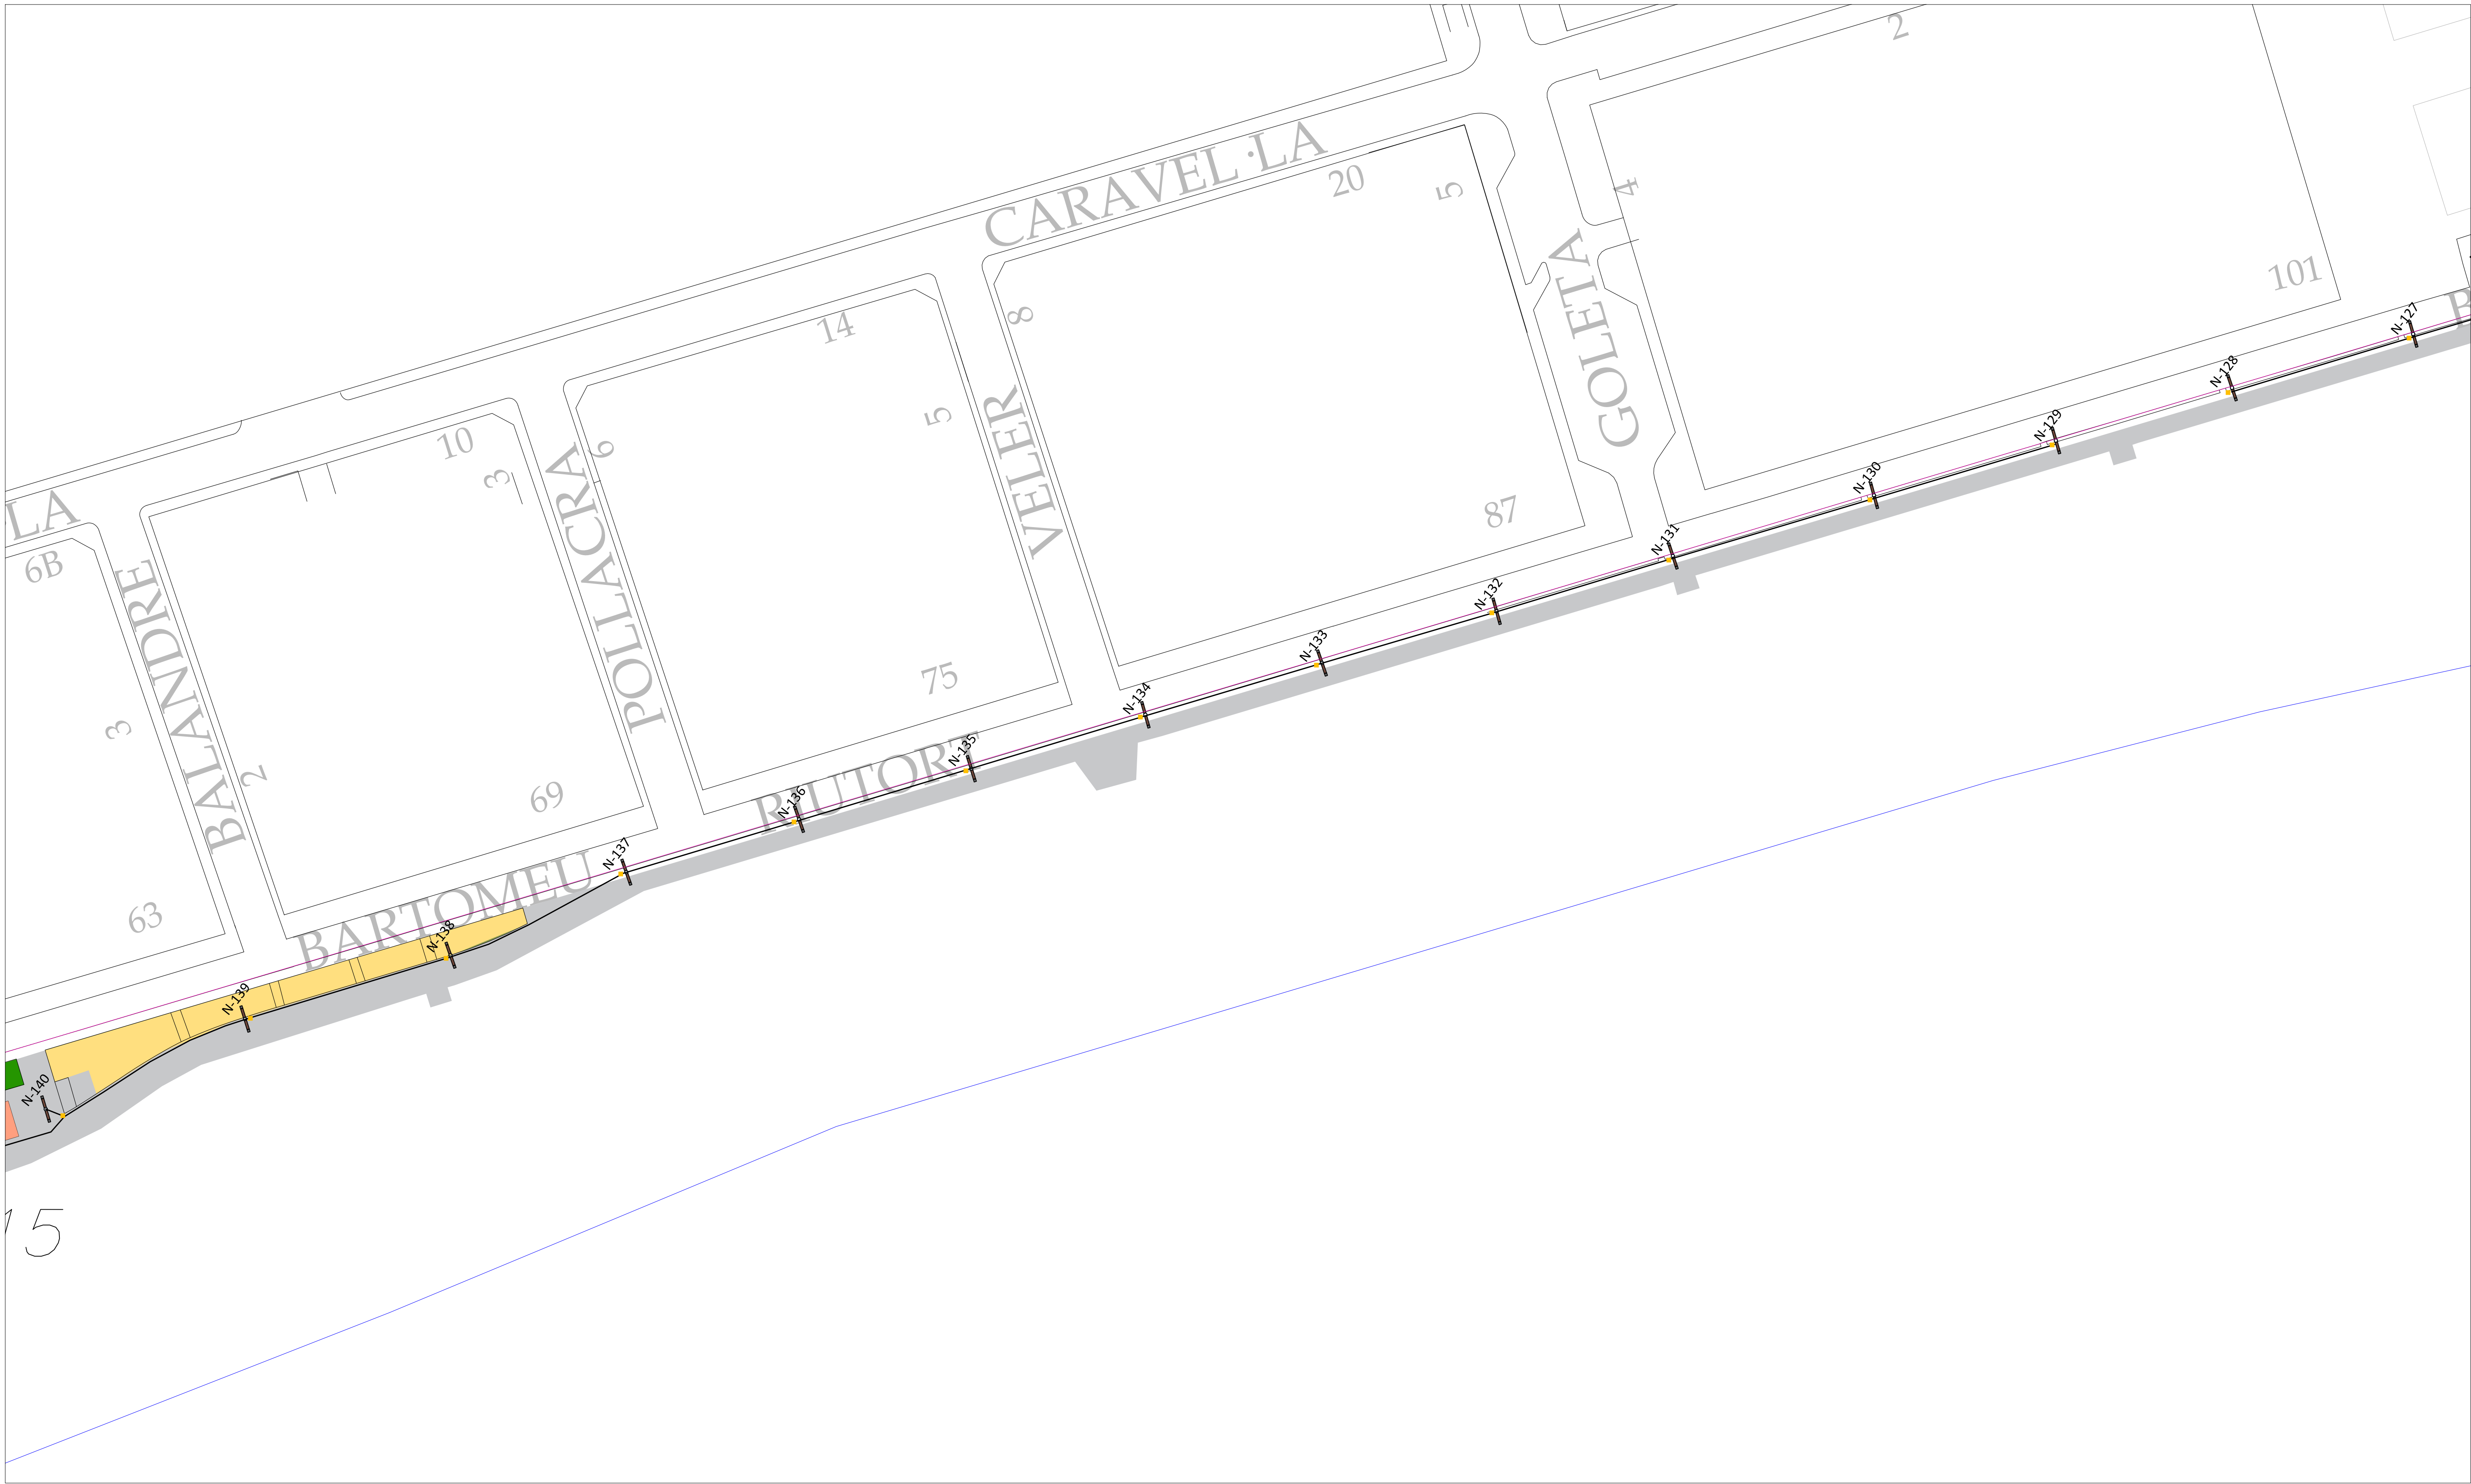 2
CARAVEL·LA
20
5
4
GOLETA
101
N-127
N-128
N-129
N-130
N-131
N-132
N-133
N-134
N-135
N-136
N-137
N-138
N-139
N-140
8
14
5
VELER
87
10
3
6
POLLACRA
75
LA
6B
BALANDRE
3
2
69
63
BARTOMEU
RIUTORT
15